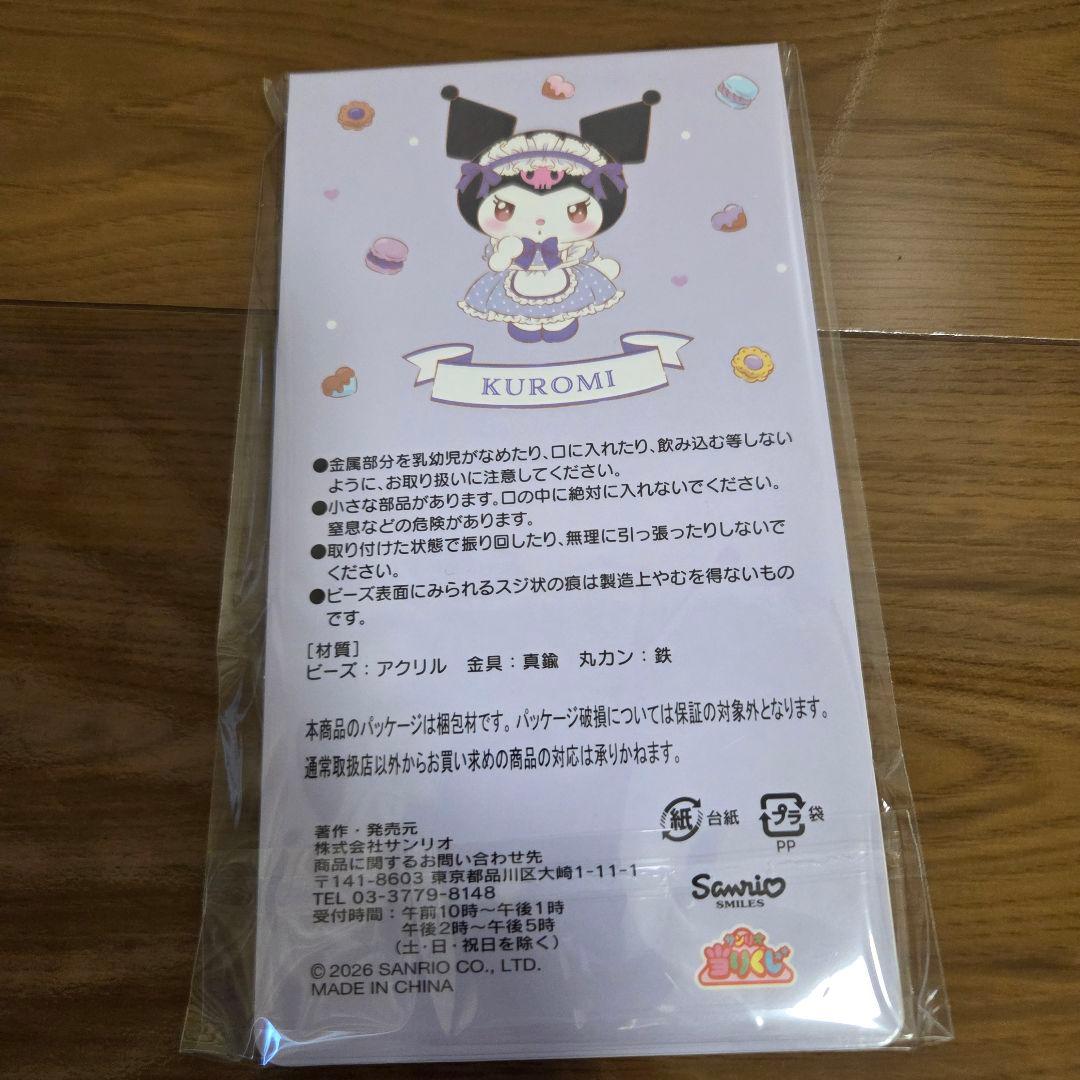 KUROMI
●金属部分を乳幼児がなめたり、口に入れたり、飲み込む等しない
ように、お取り扱いに注意してください。
●小さな部品があります。口の中に絶対に入れないでください。
窒息などの危険があります。
●取り付けた状態で振り回したり、無理に引っ張ったりしないで
ください。
●ビーズ表面にみられるスジ状の痕は製造上やむを得ないもの
です。
[材質]
ビーズ：アクリル 金具：真鍮 丸カン：鉄
本商品のパッケージは梱包材です。パッケージ破損については保証の対象外となります。
通常取扱店以外からお買い求めの商品の対応は承りかねます。
紙 台紙
プラ 袋
PP
著作・発売元
株式会社サンリオ
商品に関するお問い合わせ先
〒141-8603 東京都品川区大崎1-11-1
TEL 03-3779-8148
受付時間：午前10時～午後1時
午後2時～午後5時
（土・日・祝日を除く）
© 2026 SANRIO CO., LTD.
MADE IN CHINA
Sanrio
SMILES
サンリオ
当りくじ